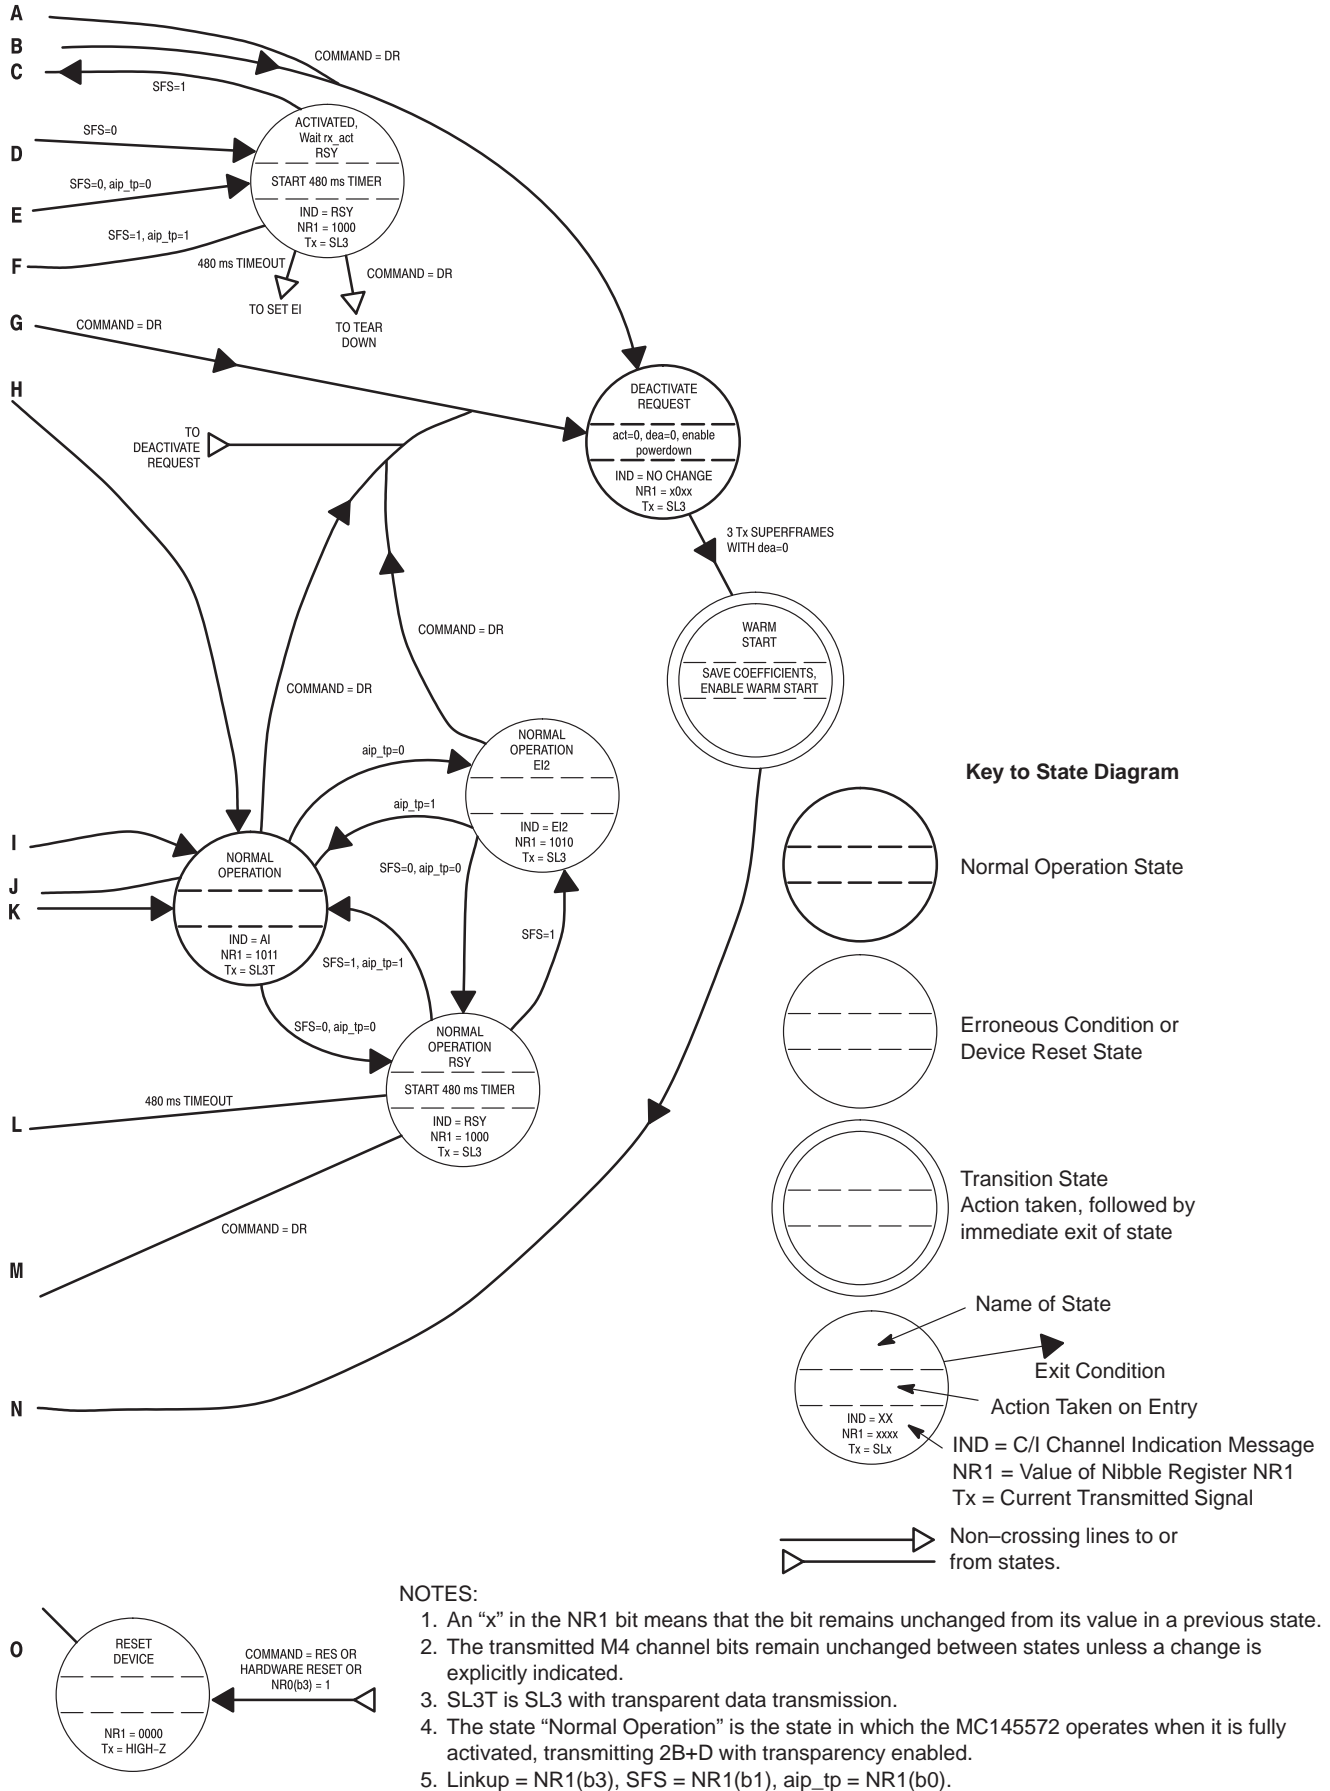 A
B
COMMAND = DR
C
SFS=1
ACTIVATED,
Wait rx_act
RSY
START 480 ms TIMER
IND = RSY
NR1 = 1000
Tx = SL3
SFS=0
D
SFS=0, aip_tp=0
E
SFS=1, aip_tp=1
F
480 ms TIMEOUT
TO SET EI
COMMAND = DR
TO TEAR
DOWN
G
COMMAND = DR
H
TO
DEACTIVATE
REQUEST
DEACTIVATE
REQUEST
act=0, dea=0, enable
powerdown
IND = NO CHANGE
NR1 = x0xx
Tx = SL3
3 Tx SUPERFRAMES
WITH dea=0
WARM
START
SAVE COEFFICIENTS,
ENABLE WARM START
COMMAND = DR
COMMAND = DR
aip_tp=0
NORMAL
OPERATION
EI2
IND = EI2
NR1 = 1010
Tx = SL3
aip_tp=1
SFS=0, aip_tp=0
I
J
K
NORMAL
OPERATION
IND = AI
NR1 = 1011
Tx = SL3T
SFS=1
SFS=1, aip_tp=1
SFS=0, aip_tp=0
NORMAL
OPERATION
RSY
START 480 ms TIMER
IND = RSY
NR1 = 1000
Tx = SL3
480 ms TIMEOUT
L
COMMAND = DR
M
N
Key to State Diagram
Normal Operation State
Erroneous Condition or
Device Reset State
Transition State
Action taken, followed by
immediate exit of state
Name of State
Exit Condition
Action Taken on Entry
IND = XX
NR1 = xxxx
Tx = SLx
IND = C/I Channel Indication Message
NR1 = Value of Nibble Register NR1
Tx = Current Transmitted Signal
Non–crossing lines to or
from states.
O
RESET
DEVICE
NR1 = 0000
Tx = HIGH–Z
COMMAND = RES OR
HARDWARE RESET OR
NR0(b3) = 1
NOTES:
1. An “x” in the NR1 bit means that the bit remains unchanged from its value in a previous state.
2. The transmitted M4 channel bits remain unchanged between states unless a change is
explicitly indicated.
3. SL3T is SL3 with transparent data transmission.
4. The state “Normal Operation” is the state in which the MC145572 operates when it is fully
activated, transmitting 2B+D with transparency enabled.
5. Linkup = NR1(b3), SFS = NR1(b1), aip_tp = NR1(b0).